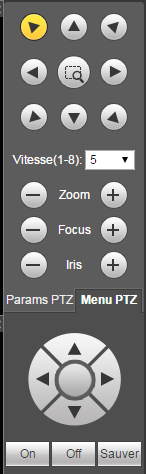 Vitesse(1-8): 5
Zoom
Focus
Iris
Params PTZ Menu PTZ
On Off Sauver